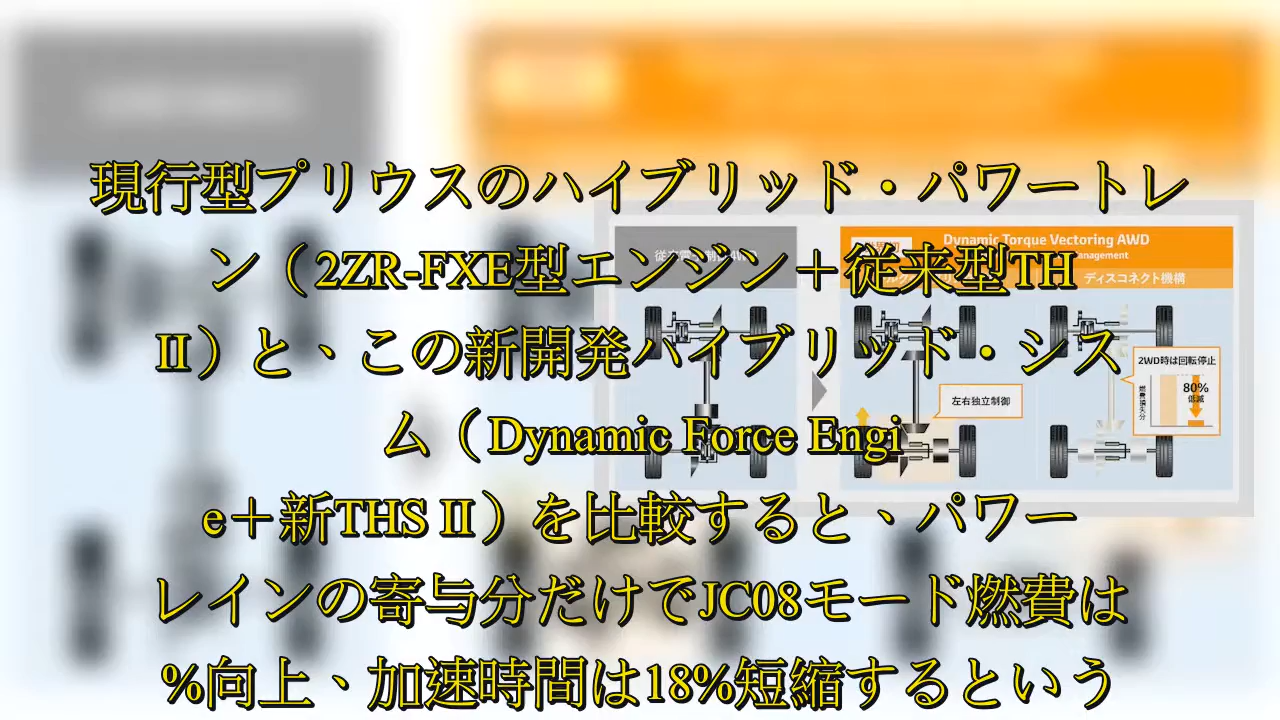 現行型プリウスのハイブリッド・パワートレ
ン（2ZR-FXE型エンジン＋従来型TH
II）と、この新開発ハイブリッド・シス
ム（Dynamic Force Engi
e＋新THS II）を比較すると、パワー
レインの寄与分だけでJC08モード燃費は
%向上、加速時間は18%短縮するという
Dynamic Torque Vectoring AWD
anagement
ディスコネクト機構
2WD時は回転停止
80%
低減
燃費損失分
左右独立制御